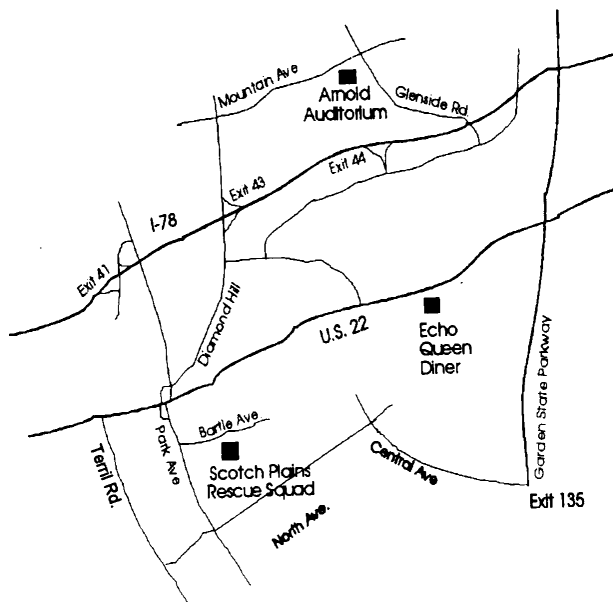 Mountain Ave
Arnold
Auditorium
Glenside Rd.
Exit 44
Exit 43
I-78
Exit 41
Diamond Hill
U.S. 22
Echo
Queen
Diner
Garden State Parkway
Bartle Ave
Park Ave
Terril Rd.
Scotch Plains
Rescue Squad
Central Ave
North Ave.
Exit 135